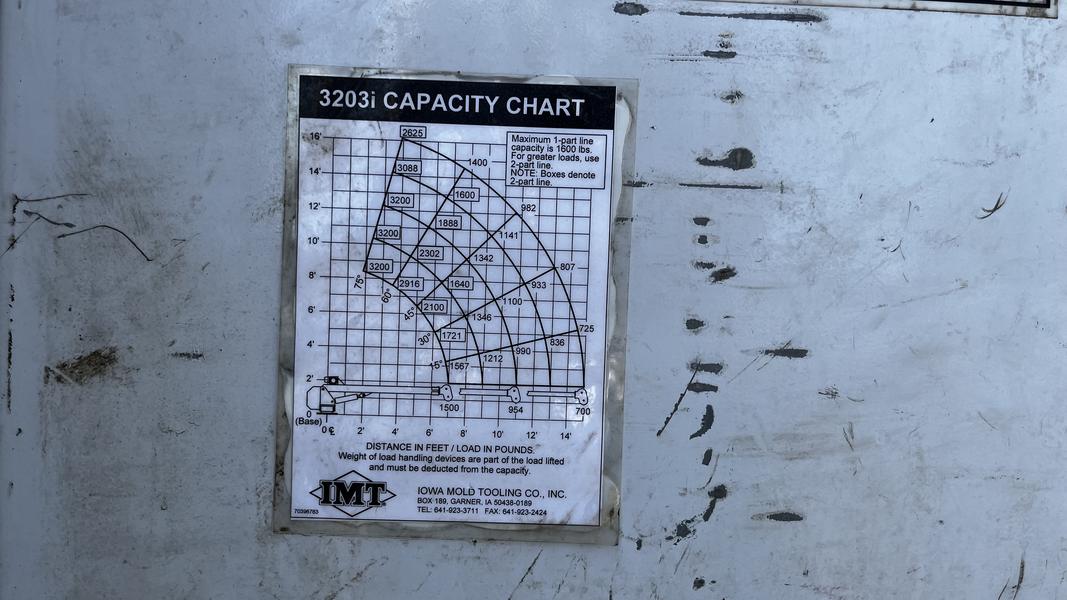 3203i CAPACITY CHART
Maximum 1-part line
capacity is 1600 lbs.
For greater loads, use
2-part line.
NOTE: Boxes denote
2-part line.
16' 2625 1400
14' 3088 1600 982
12' 3200 1888 1141
10' 3200 2302 1342 807
8' 3200 2916 1640 933
75° 60° 1100
6' 45° 2100 1346 725
4' 30° 1721 990 836
15° 1567 1212
2'
0 1500 954 700
(Base)
0 ℄ 2' 4' 6' 8' 10' 12' 14'
DISTANCE IN FEET / LOAD IN POUNDS.
Weight of load handling devices are part of the load lifted
and must be deducted from the capacity.
IMT
IOWA MOLD TOOLING CO., INC.
BOX 189, GARNER, IA 50438-0189
TEL: 641-923-3711 FAX: 641-923-2424
70396783